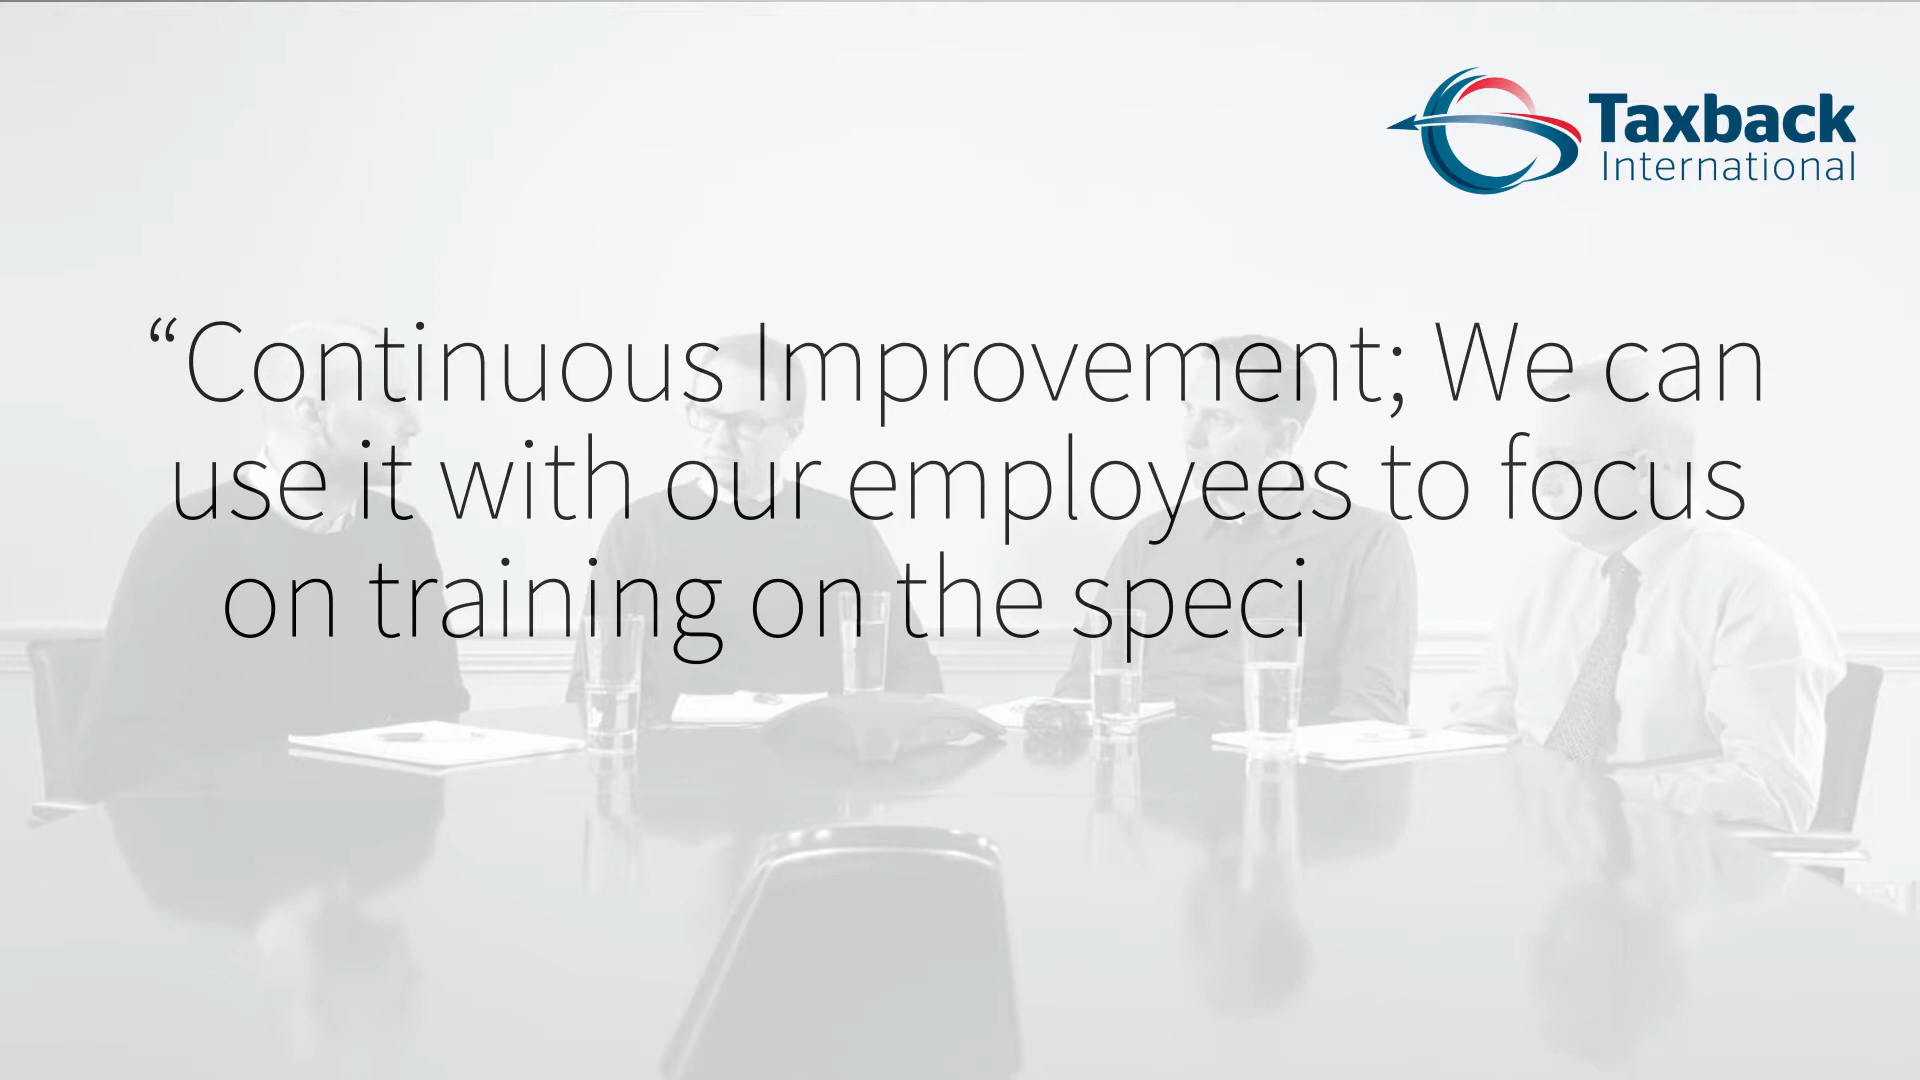 Taxback
International
“Continuous Improvement; We can
use it with our employees to focus
on training on the speci